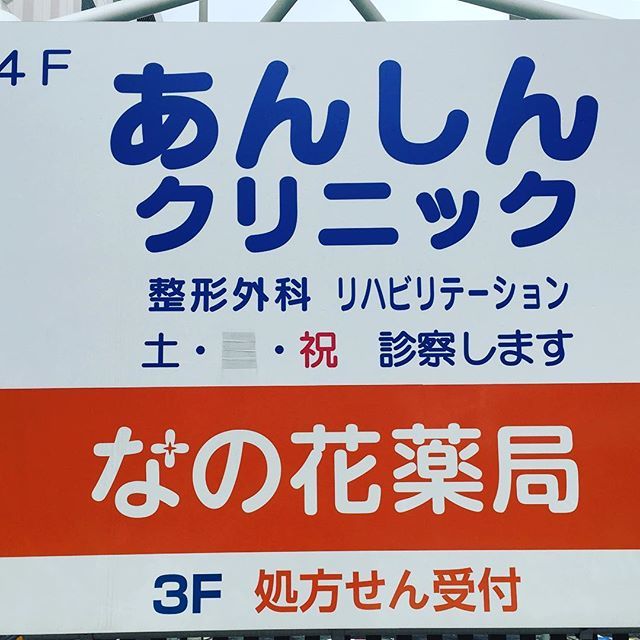 4F
あんしん
クリニック
整形外科 リハビリテーション
土・・祝 診察します
なの花薬局
3F 処方せん受付